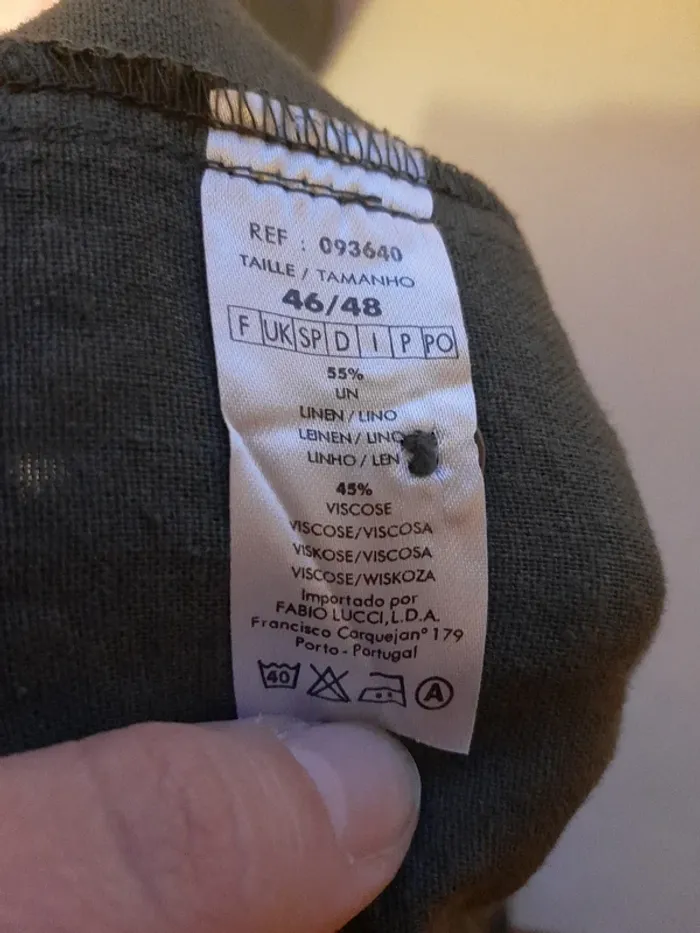 REF : 093640
TAILLE / TAMANHO
46/48
F UK SP D I P PO
55%
LIN
LINEN / LINO
LEINEN / LINO
LINHO / LEN
45%
VISCOSE
VISCOSE/VISCOSA
VISKOSE/VISCOSA
VISCOSE/WISKOZA
Importado por
FABIO LUCCI,L.D.A.
Francisco Carquejanº 179
Porto - Portugal
40 A